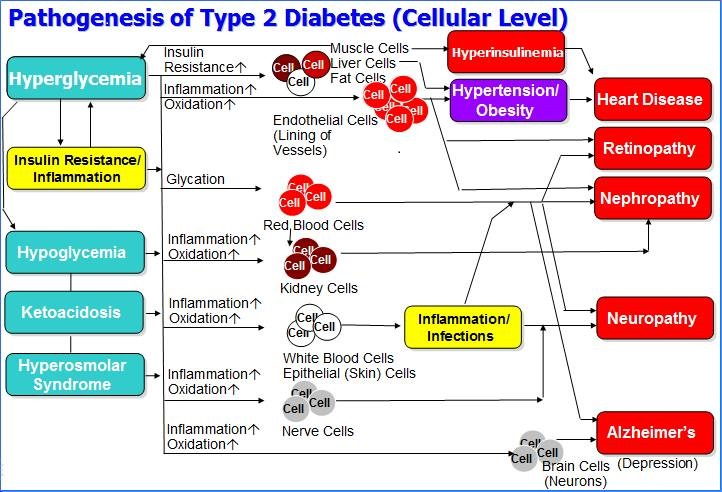 Pathogenesis of Type 2 Diabetes (Cellular Level)
Hyperglycemia
Insulin
Resistance↑
Cell
Cell
Cell
Muscle Cells
Liver Cells
Fat Cells
Hyperinsulinemia
Inflammation↑
Oxidation↑
Cell
Cell
Cell
Cell
Cell
Endothelial Cells
(Lining of
Vessels)
Hypertension/
Obesity
Heart Disease
Retinopathy
Insulin Resistance/
Inflammation
Glycation
Cell
Cell
Cell
Red Blood Cells
Nephropathy
Hypoglycemia
Inflammation↑
Oxidation↑
Cell
Cell
Cell
Kidney Cells
Ketoacidosis
Inflammation↑
Oxidation↑
Cell
Cell
Cell
White Blood Cells
Epithelial (Skin) Cells
Inflammation/
Infections
Neuropathy
Hyperosmolar
Syndrome
Inflammation↑
Oxidation↑
Cell
Cell
Cell
Nerve Cells
Inflammation↑
Oxidation↑
Cell
Cell
Cell
Brain Cells
(Neurons)
Alzheimer's
(Depression)